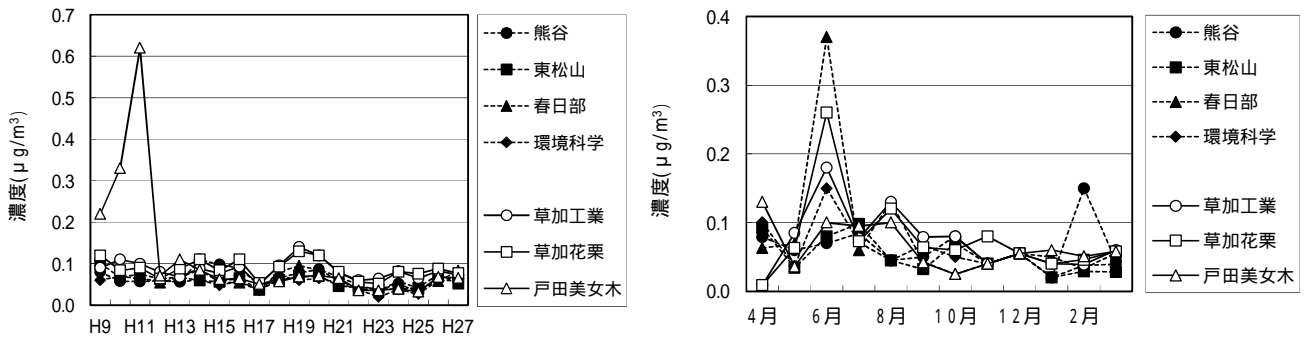 0.7
0.6
0.5
0.4
0.3
0.2
0.1
0.0
濃度(μg/m³)
H9 H11 H13 H15 H17 H19 H21 H23 H25 H27
熊谷
東松山
春日部
環境科学
草加工業
草加花栗
戸田美女木
0.4
0.3
0.2
0.1
0.0
濃度(μg/m³)
4月 6月 8月 10月 12月 2月
熊谷
東松山
春日部
環境科学
草加工業
草加花栗
戸田美女木